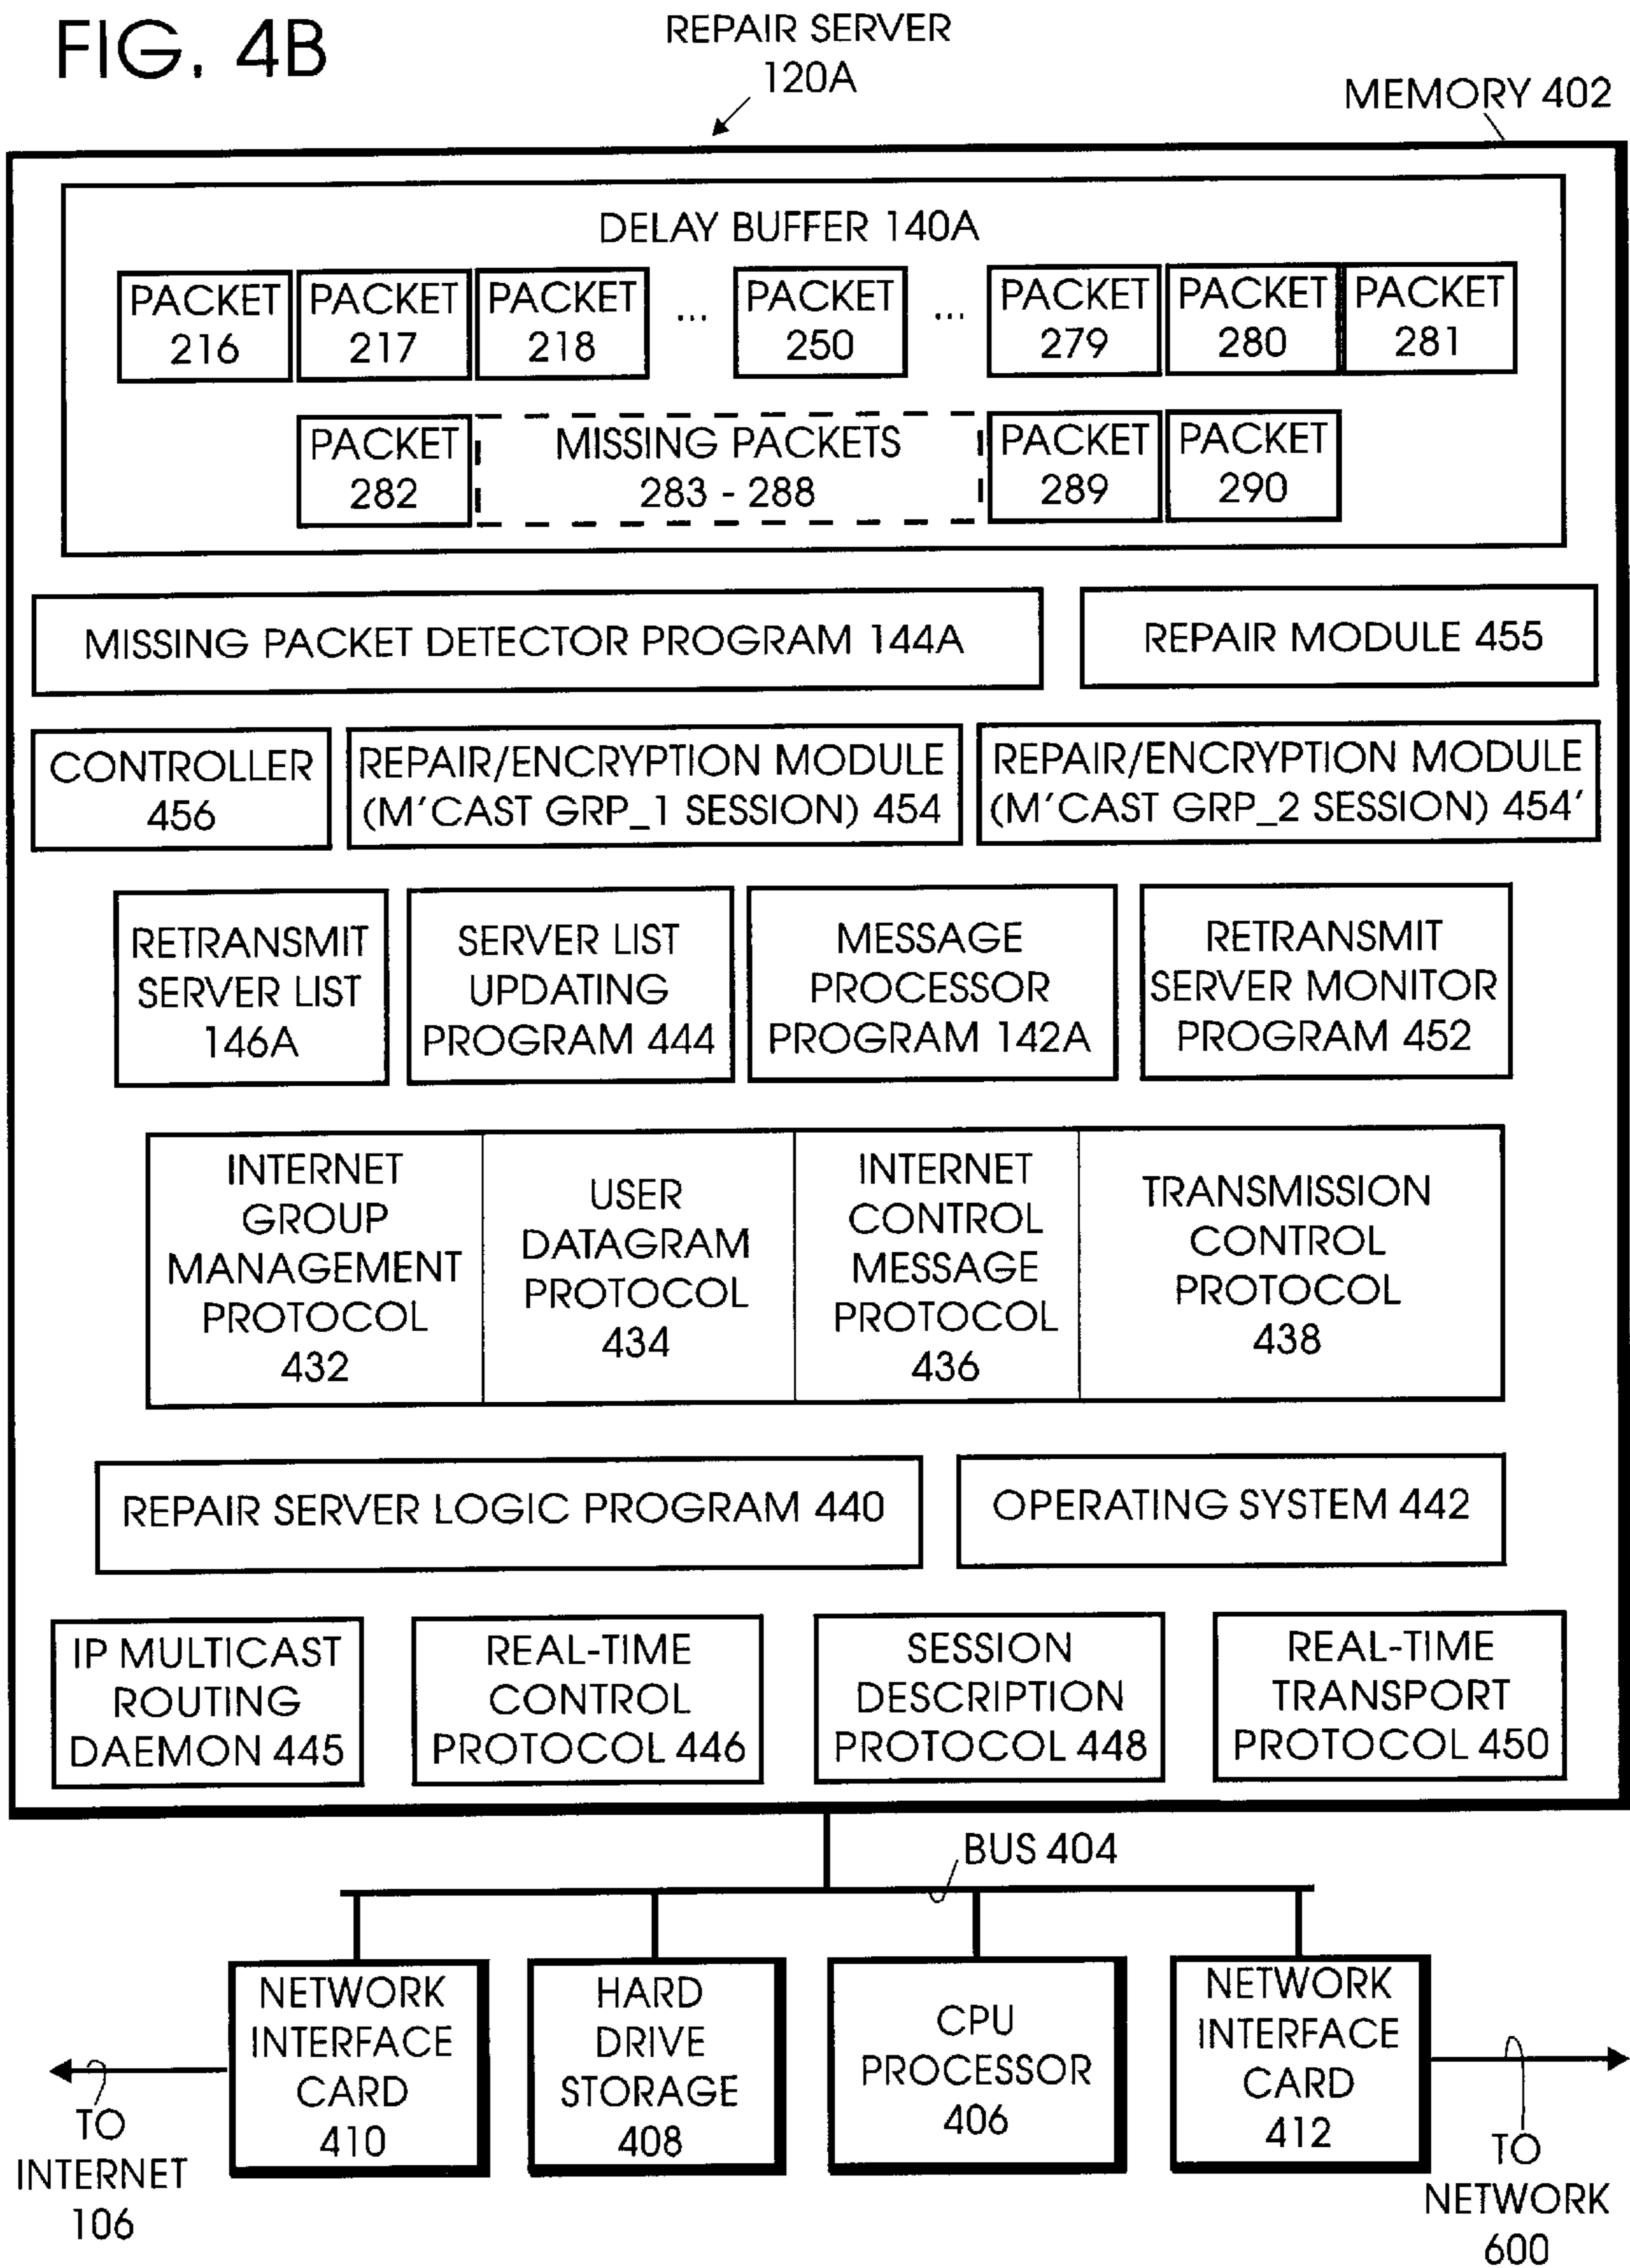 FIG. 4B
REPAIR SERVER
120A
MEMORY 402
DELAY BUFFER 140A
PACKET
216
PACKET
217
PACKET
218
...
PACKET
250
...
PACKET
279
PACKET
280
PACKET
281
PACKET
282
MISSING PACKETS
283 - 288
PACKET
289
PACKET
290
MISSING PACKET DETECTOR PROGRAM 144A
REPAIR MODULE 455
CONTROLLER
456
REPAIR/ENCRYPTION MODULE
(M'CAST GRP_1 SESSION) 454
REPAIR/ENCRYPTION MODULE
(M'CAST GRP_2 SESSION) 454'
RETRANSMIT
SERVER LIST
146A
SERVER LIST
UPDATING
PROGRAM 444
MESSAGE
PROCESSOR
PROGRAM 142A
RETRANSMIT
SERVER MONITOR
PROGRAM 452
INTERNET
GROUP
MANAGEMENT
PROTOCOL
432
USER
DATAGRAM
PROTOCOL
434
INTERNET
CONTROL
MESSAGE
PROTOCOL
436
TRANSMISSION
CONTROL
PROTOCOL
438
REPAIR SERVER LOGIC PROGRAM 440
OPERATING SYSTEM 442
IP MULTICAST
ROUTING
DAEMON 445
REAL-TIME
CONTROL
PROTOCOL 446
SESSION
DESCRIPTION
PROTOCOL 448
REAL-TIME
TRANSPORT
PROTOCOL 450
BUS 404
NETWORK
INTERFACE
CARD
410
HARD
DRIVE
STORAGE
408
CPU
PROCESSOR
406
NETWORK
INTERFACE
CARD
412
TO
INTERNET
106
TO
NETWORK
600